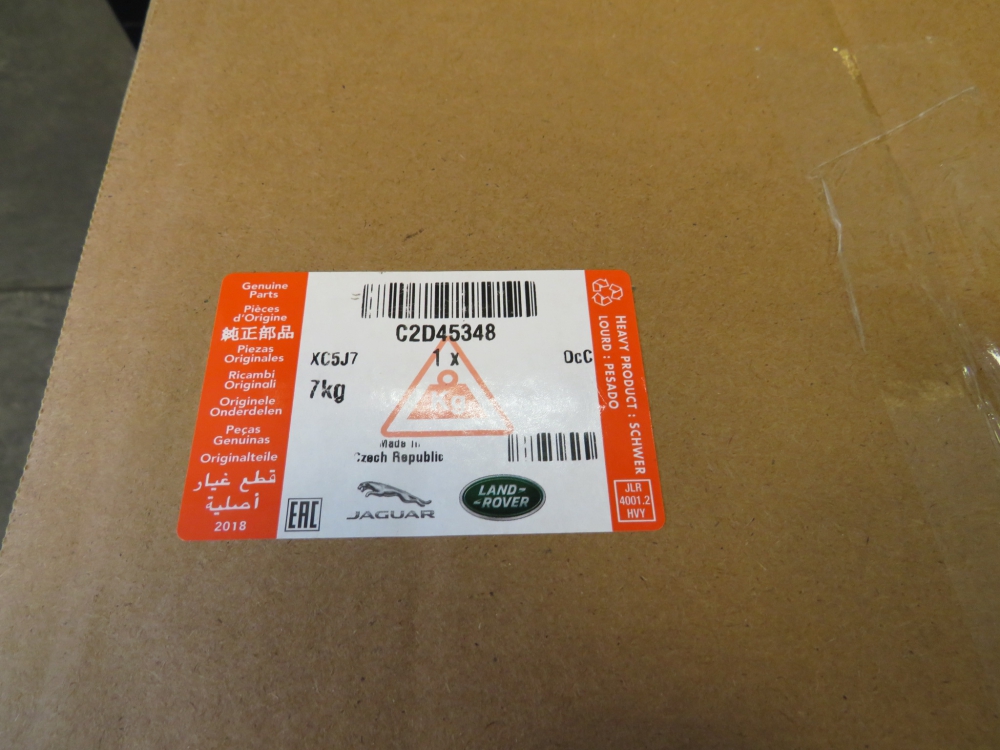 Genuine
Parts
Pièces
d'Origine
純正部品
Piezas
Originales
Ricambi
Originali
Originele
Onderdelen
Peças
Genuinas
Originalteile
قطع غيار
أصلية
2018
C2D45348
XC5J7
1 x
OcC
7kg
Kg
Made In
Czech Republic
EAC
JAGUAR
LAND-
-ROVER
HEAVY PRODUCT : SCHWER
LOURD : PESADO
JLR
4001.2
HVY